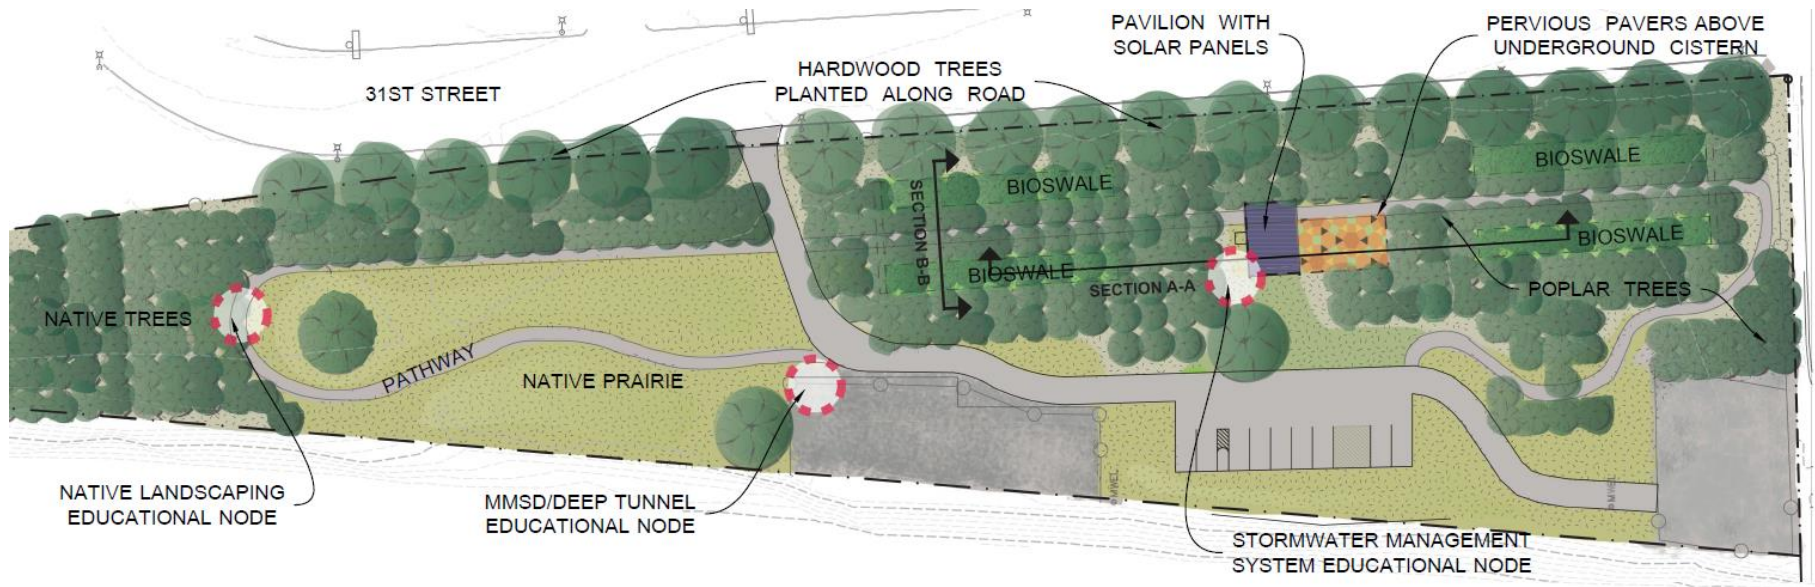 PAVILION WITH
SOLAR PANELS
PERVIOUS PAVERS ABOVE
UNDERGROUND CISTERN
HARDWOOD TREES
PLANTED ALONG ROAD
31ST STREET
BIOSWALE
BIOSWALE
SECTION B-B
BIOSWALE
BIOSWALE
SECTION A-A
POPLAR TREES
NATIVE TREES
PATHWAY
NATIVE PRAIRIE
NATIVE LANDSCAPING
EDUCATIONAL NODE
MMSD/DEEP TUNNEL
EDUCATIONAL NODE
MWEL
MWEL
STORMWATER MANAGEMENT
SYSTEM EDUCATIONAL NODE